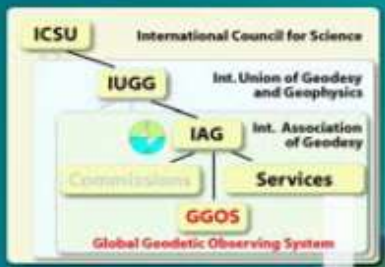 ICSU International Council for Science
IUGG Int. Union of Geodesy
and Geophysics
IAG Int. Association
of Geodesy
Commissions Services
GGOS
Global Geodetic Observing System